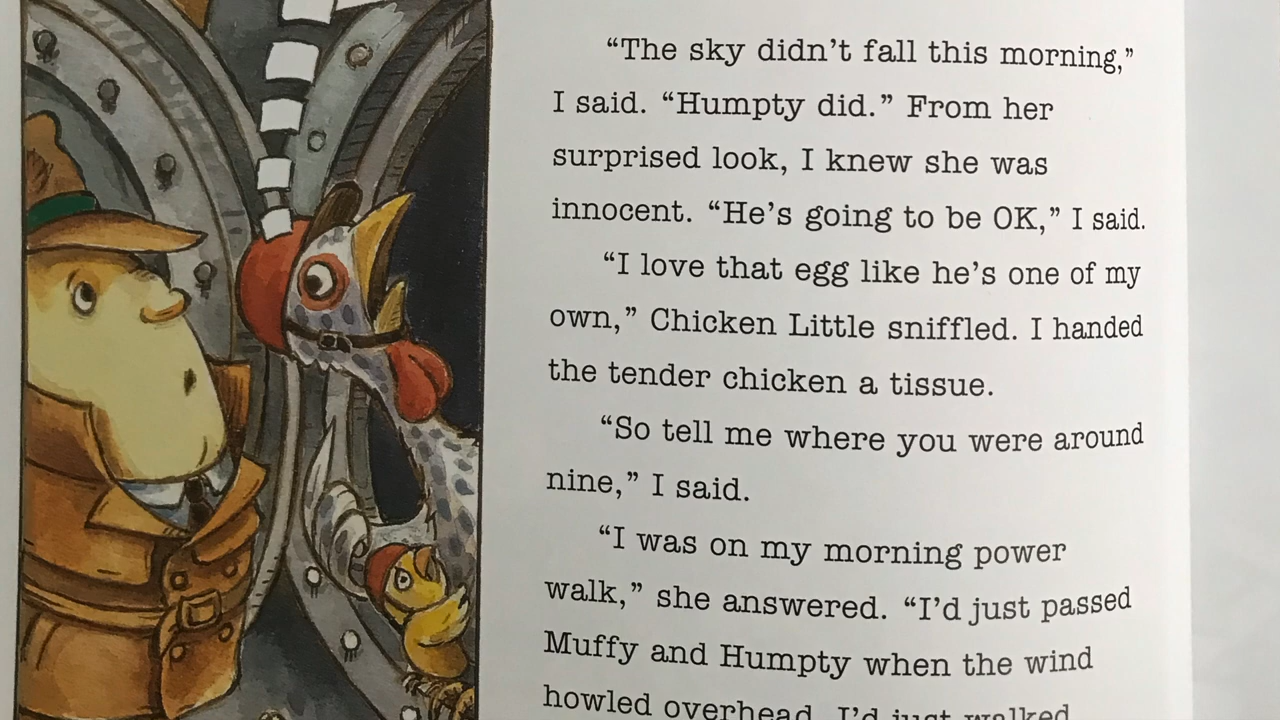 “The sky didn’t fall this morning,”
I said. “Humpty did.” From her
surprised look, I knew she was
innocent. “He’s going to be OK,” I said.
“I love that egg like he’s one of my
own,” Chicken Little sniffled. I handed
the tender chicken a tissue.
“So tell me where you were around
nine,” I said.
“I was on my morning power
walk,” she answered. “I’d just passed
Muffy and Humpty when the wind
howled overhead. I’d just walked